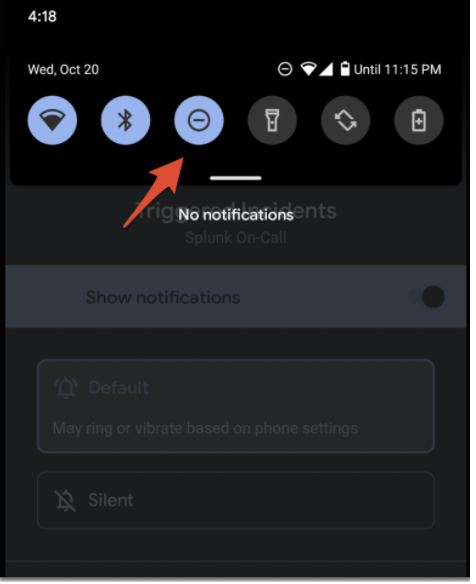 4:18
Wed, Oct 20 Until 11:15 PM
Triggered Incidents
No notifications
Splunk On-Call
Show notifications
Default
May ring or vibrate based on phone settings
Silent